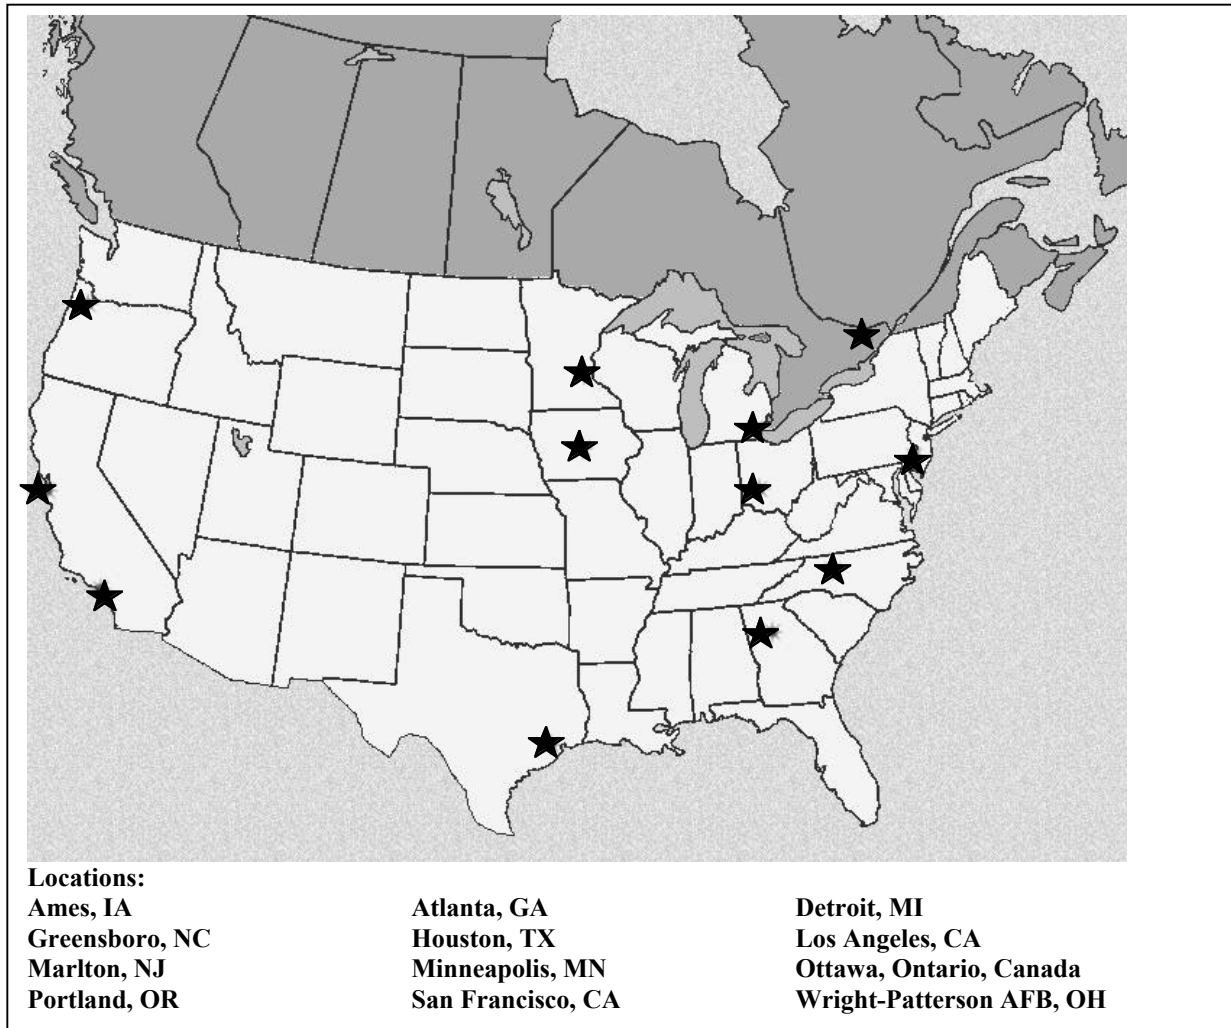 Locations:
Ames, IA Atlanta, GA Detroit, MI
Greensboro, NC Houston, TX Los Angeles, CA
Marlton, NJ Minneapolis, MN Ottawa, Ontario, Canada
Portland, OR San Francisco, CA Wright-Patterson AFB, OH